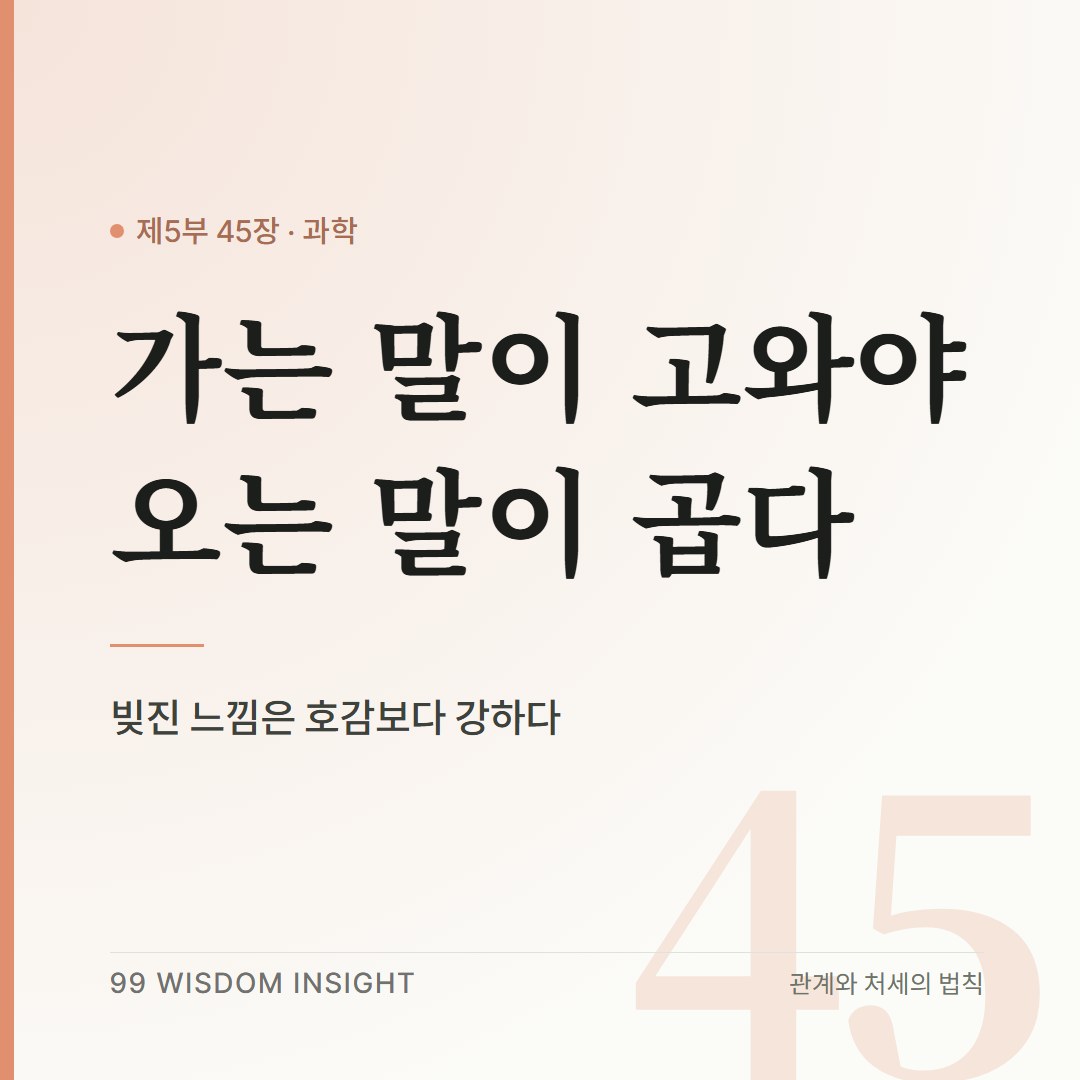 제5부 45장 · 과학
가는 말이 고와야
오는 말이 곱다
빚진 느낌은 호감보다 강하다
45
99 WISDOM INSIGHT
관계와 처세의 법칙